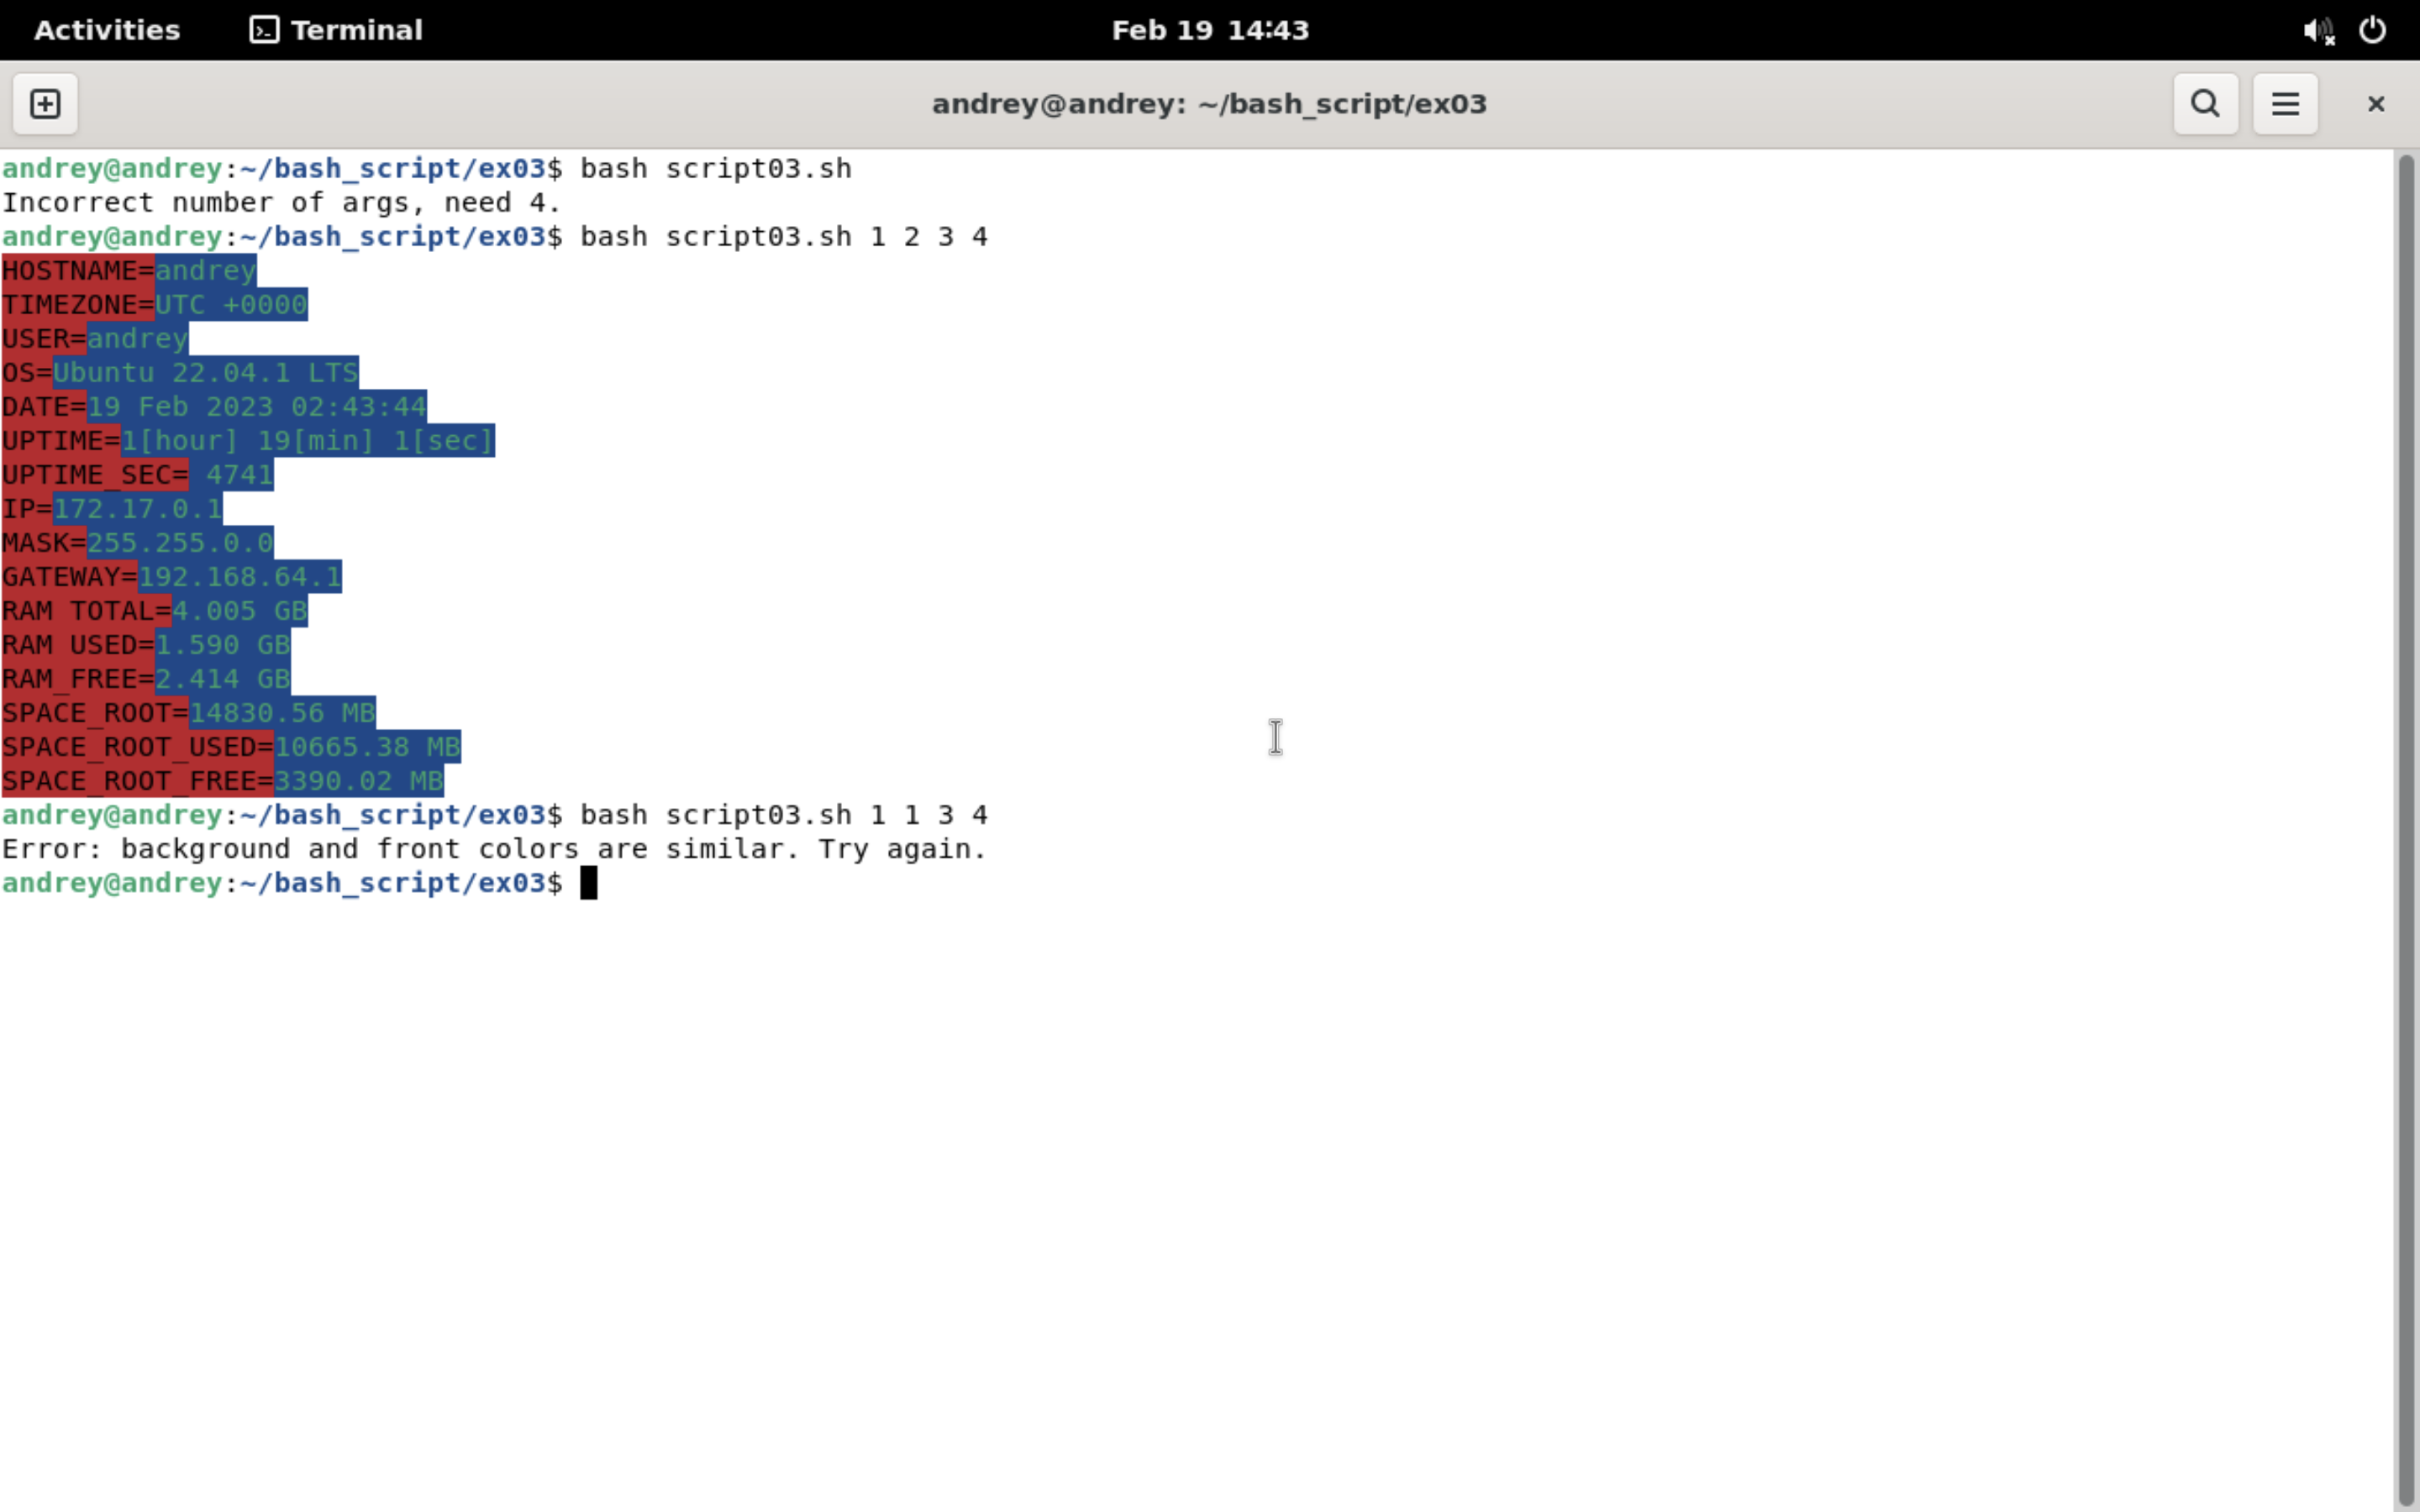 Activities Terminal Feb 19 14:43
andrey@andrey: ~/bash_script/ex03
andrey@andrey:~/bash_script/ex03$ bash script03.sh
Incorrect number of args, need 4.
andrey@andrey:~/bash_script/ex03$ bash script03.sh 1 2 3 4
HOSTNAME=andrey
TIMEZONE=UTC +0000
USER=andrey
OS=Ubuntu 22.04.1 LTS
DATE=19 Feb 2023 02:43:44
UPTIME=1[hour] 19[min] 1[sec]
UPTIME_SEC= 4741
IP=172.17.0.1
MASK=255.255.0.0
GATEWAY=192.168.64.1
RAM TOTAL=4.005 GB
RAM USED=1.590 GB
RAM_FREE=2.414 GB
SPACE_ROOT=14830.56 MB
SPACE_ROOT_USED=10665.38 MB
SPACE_ROOT_FREE=3390.02 MB
andrey@andrey:~/bash_script/ex03$ bash script03.sh 1 1 3 4
Error: background and front colors are similar. Try again.
andrey@andrey:~/bash_script/ex03$